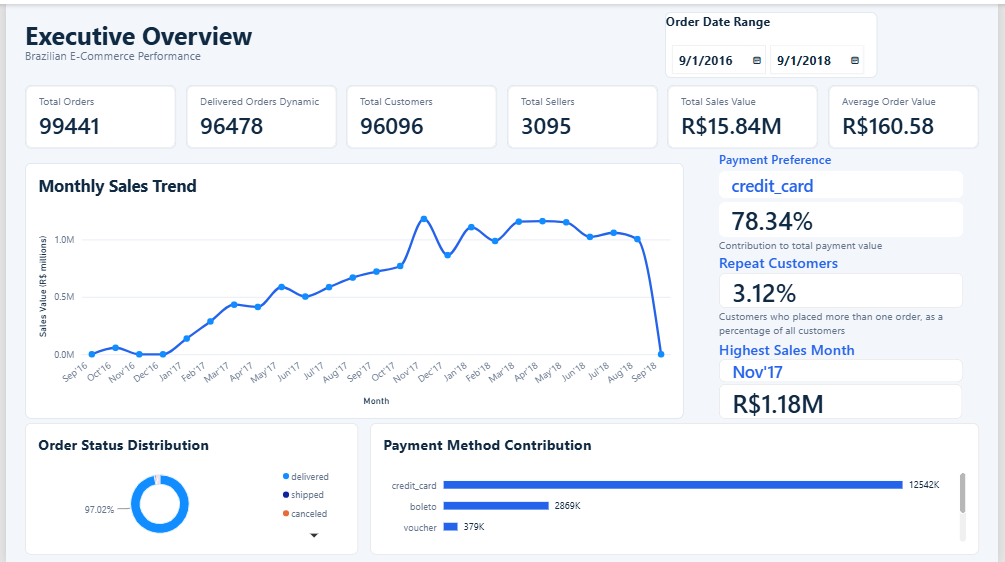 Executive Overview
Brazilian E-Commerce Performance
Order Date Range
9/1/2016
9/1/2018
Total Orders
99441
Delivered Orders Dynamic
96478
Total Customers
96096
Total Sellers
3095
Total Sales Value
R$15.84M
Average Order Value
R$160.58
Monthly Sales Trend
Sales Value (R$ millions)
1.0M
0.5M
0.0M
Sep'16
Oct'16
Nov'16
Dec'16
Jan'17
Feb'17
Mar'17
Apr'17
May'17
Jun'17
Jul'17
Aug'17
Sep'17
Oct'17
Nov'17
Dec'17
Jan'18
Feb'18
Mar'18
Apr'18
May'18
Jun'18
Jul'18
Aug'18
Sep'18
Month
Payment Preference
credit_card
78.34%
Contribution to total payment value
Repeat Customers
3.12%
Customers who placed more than one order, as a
percentage of all customers
Highest Sales Month
Nov'17
R$1.18M
Order Status Distribution
97.02%
delivered
shipped
canceled
Payment Method Contribution
credit_card
12542K
boleto
2869K
voucher
379K